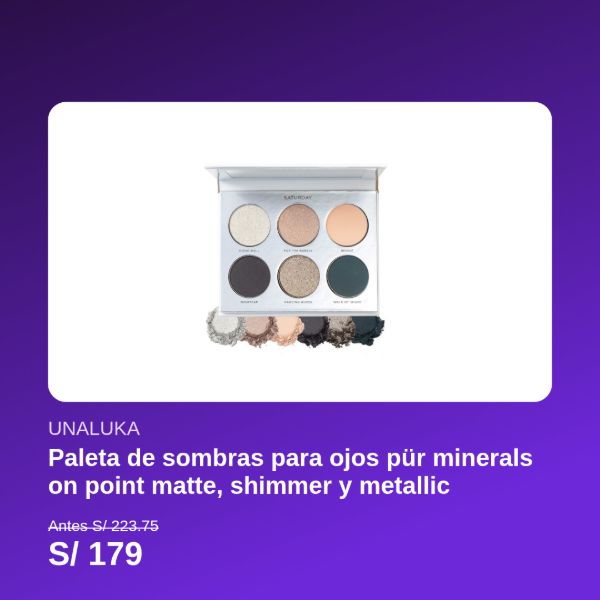 SATURDAY
UNALUKA
Paleta de sombras para ojos pür minerals
on point matte, shimmer y metallic
Antes S/ 223.75
S/ 179